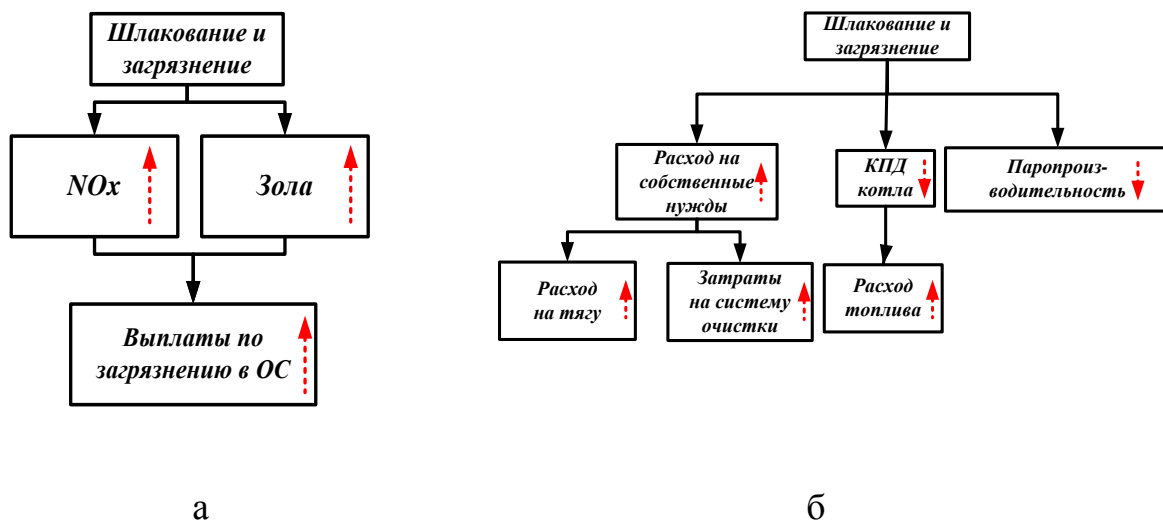 Шлакование и
загрязнение
NOx
Зола
Выплаты по
загрязнению в ОС
а
Шлакование и
загрязнение
Расход на
собственные
нужды
КПД
котла
Паропроиз-
водительность
Расход
на тягу
Затраты
на систему
очистки
Расход
топлива
б